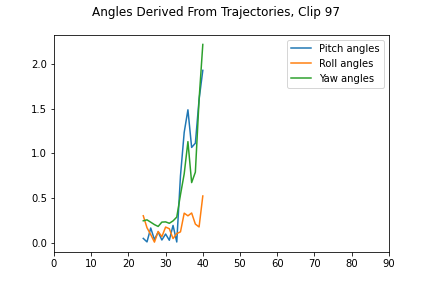 Angles Derived From Trajectories, Clip 97
Pitch angles
Roll angles
Yaw angles
2.0
1.5
1.0
0.5
0.0
0 10 20 30 40 50 60 70 80 90